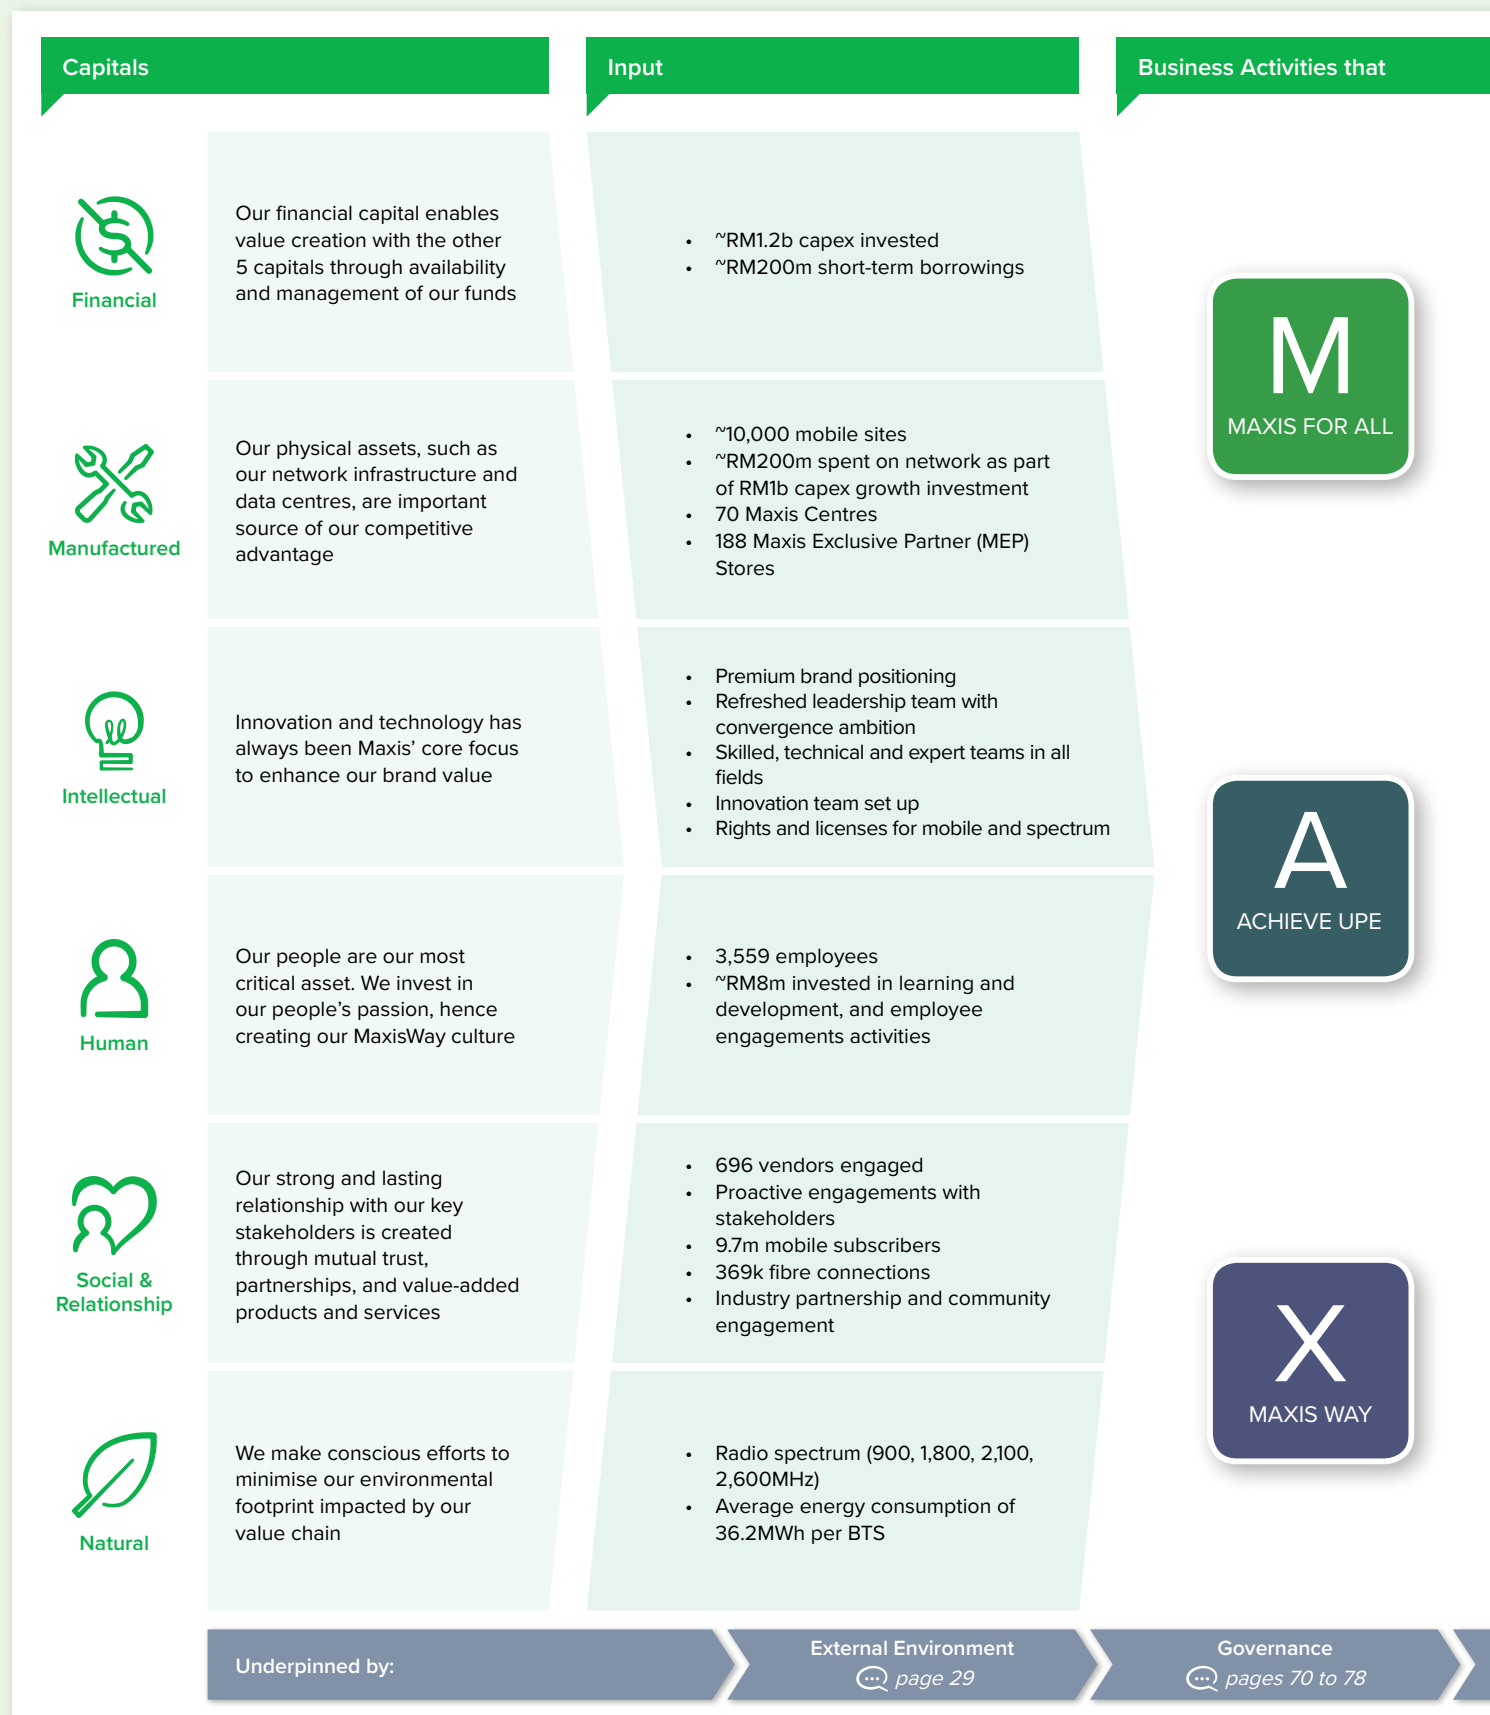 Capitals
Input
Business Activities that
Financial
Our financial capital enables
value creation with the other
5 capitals through availability
and management of our funds
• ~RM1.2b capex invested
• ~RM200m short-term borrowings
Manufactured
Our physical assets, such as
our network infrastructure and
data centres, are important
source of our competitive
advantage
• ~10,000 mobile sites
• ~RM200m spent on network as part
of RM1b capex growth investment
• 70 Maxis Centres
• 188 Maxis Exclusive Partner (MEP)
Stores
M
MAXIS FOR ALL
Intellectual
Innovation and technology has
always been Maxis’ core focus
to enhance our brand value
• Premium brand positioning
• Refreshed leadership team with
convergence ambition
• Skilled, technical and expert teams in all
fields
• Innovation team set up
• Rights and licenses for mobile and spectrum
A
ACHIEVE UPE
Human
Our people are our most
critical asset. We invest in
our people’s passion, hence
creating our MaxisWay culture
• 3,559 employees
• ~RM8m invested in learning and
development, and employee
engagements activities
Social &
Relationship
Our strong and lasting
relationship with our key
stakeholders is created
through mutual trust,
partnerships, and value-added
products and services
• 696 vendors engaged
• Proactive engagements with
stakeholders
• 9.7m mobile subscribers
• 369k fibre connections
• Industry partnership and community
engagement
X
MAXIS WAY
Natural
We make conscious efforts to
minimise our environmental
footprint impacted by our
value chain
• Radio spectrum (900, 1,800, 2,100,
2,600MHz)
• Average energy consumption of
36.2MWh per BTS
Underpinned by:
External Environment
page 29
Governance
pages 70 to 78